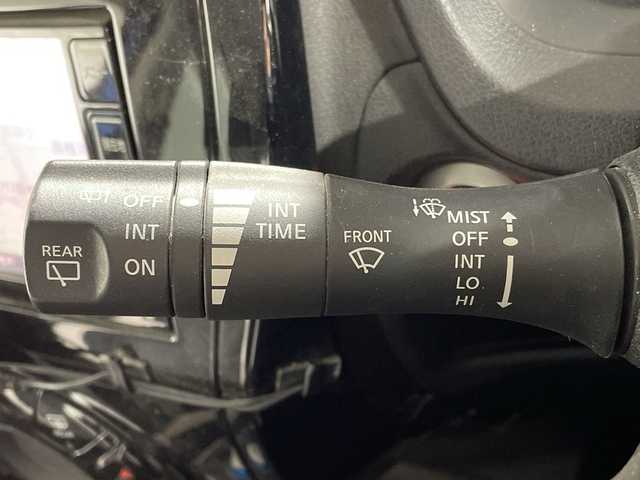 REAR
OFF
INT
ON
INT
TIME
FRONT
MIST
OFF
INT
LO
HI